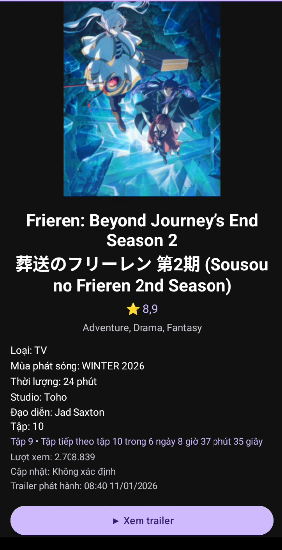 Frieren: Beyond Journey's End
Season 2
葬送のフリーレン 第2期 (Sousou
no Frieren 2nd Season)
⭐ 8,9
Adventure, Drama, Fantasy
Loại: TV
Mùa phát sóng: WINTER 2026
Thời lượng: 24 phút
Studio: Toho
Đạo diễn: Jad Saxton
Tập: 10
Tập 9 • Tập tiếp theo tập 10 trong 6 ngày 8 giờ 37 phút 35 giây
Lượt xem: 2.708.839
Cập nhật: Không xác định
Trailer phát hành: 08:40 11/01/2026
► Xem trailer